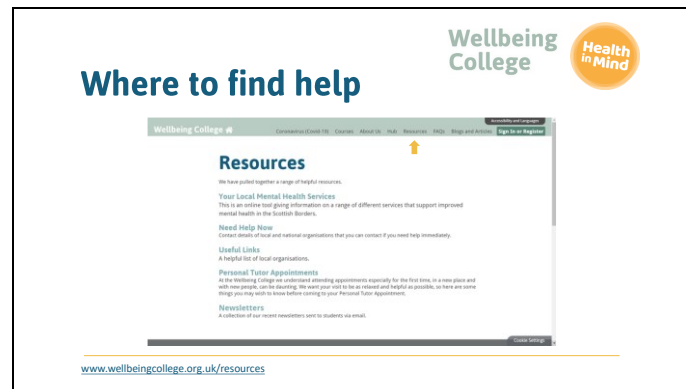 Wellbeing
College
Health
in Mind
Where to find help
Accessibility and Languages
Wellbeing College
Coronavirus (Covid-19) Courses About Us Hub Resources FAQs Blogs and Articles Sign In or Register
Resources
We have pulled together a range of helpful resources.
Your Local Mental Health Services
This is an online tool giving information on a range of different services that support improved
mental health in the Scottish Borders.
Need Help Now
Contact details of local and national organisations that you can contact if you need help immediately.
Useful Links
A helpful list of local organisations.
Personal Tutor Appointments
At the Wellbeing College we understand attending appointments especially for the first time, in a new place and
with new people, can be daunting. We want your visit to be as relaxed and helpful as possible, so here are some
things you may wish to know before coming to your Personal Tutor Appointment.
Newsletters
A collection of our recent newsletters sent to students via email.
Cookie Settings
www.wellbeingcollege.org.uk/resources